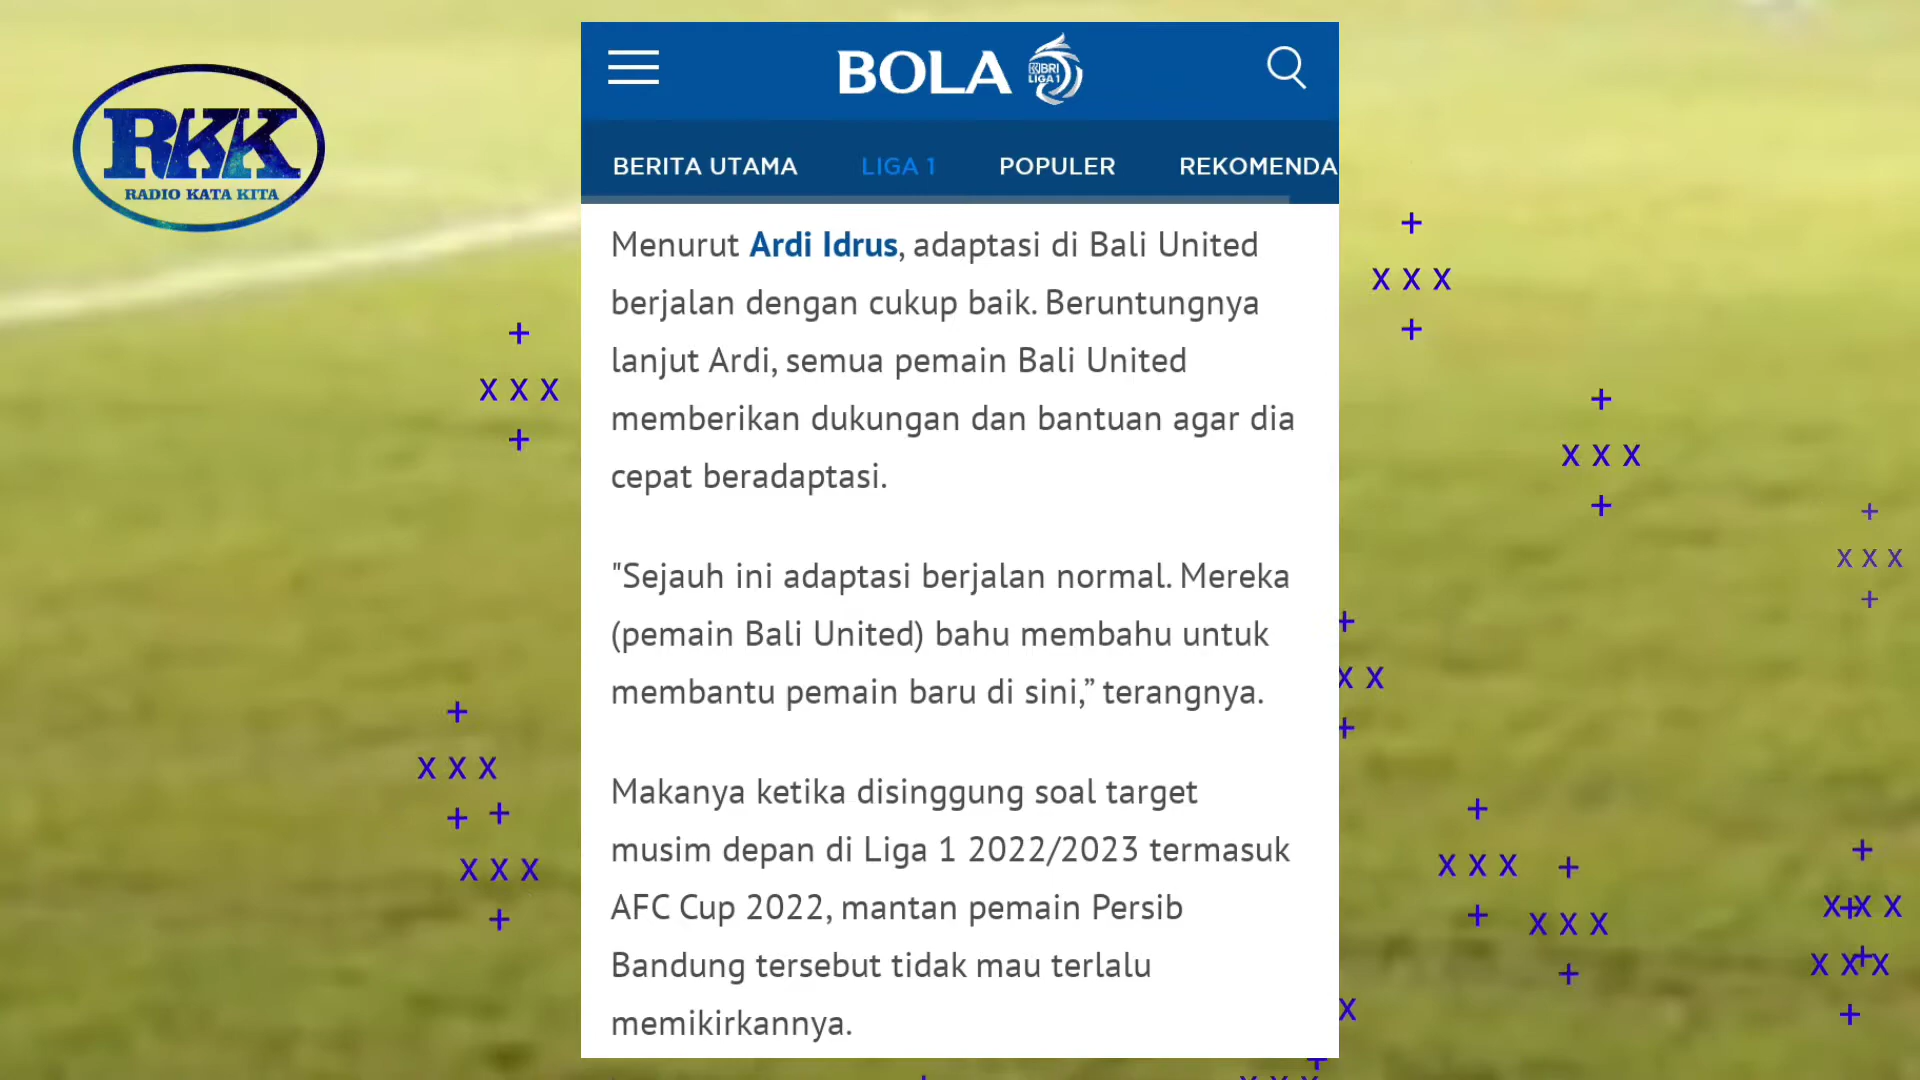 RKK
RADIO KATA KITA
BOLA BRI LIGA 1
BERITA UTAMA LIGA 1 POPULER REKOMENDA
Menurut Ardi Idrus, adaptasi di Bali United
berjalan dengan cukup baik. Beruntungnya
lanjut Ardi, semua pemain Bali United
memberikan dukungan dan bantuan agar dia
cepat beradaptasi.
"Sejauh ini adaptasi berjalan normal. Mereka
(pemain Bali United) bahu membahu untuk
membantu pemain baru di sini,” terangnya.
Makanya ketika disinggung soal target
musim depan di Liga 1 2022/2023 termasuk
AFC Cup 2022, mantan pemain Persib
Bandung tersebut tidak mau terlalu
memikirkannya.